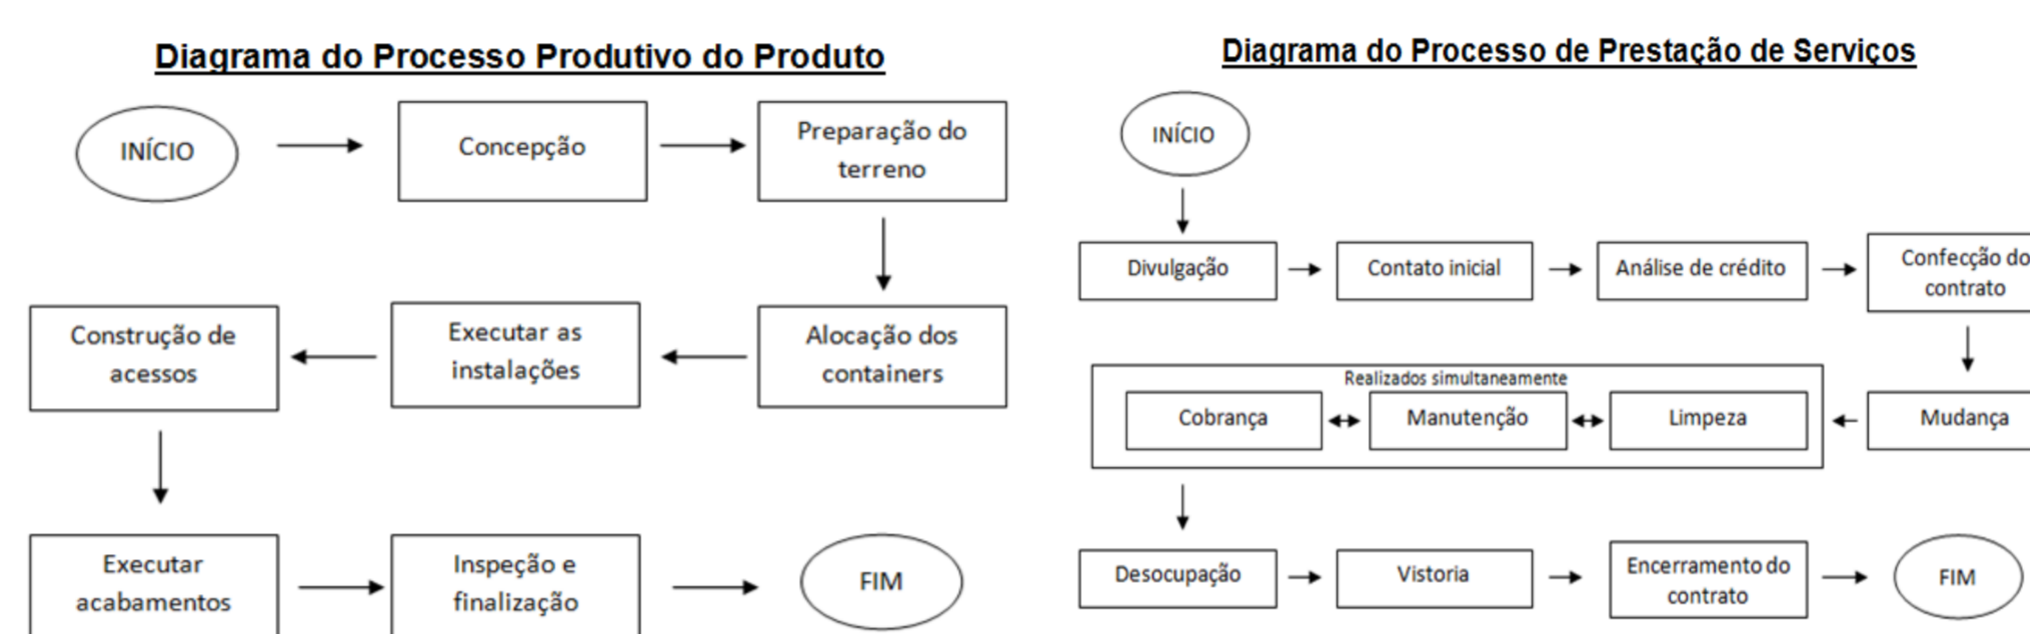 Diagrama do Processo Produtivo do Produto
INÍCIO
Concepção
Preparação do
terreno
Alocação dos
containers
Executar as
instalações
Construção de
acessos
Executar
acabamentos
Inspeção e
finalização
FIM
Diagrama do Processo de Prestação de Serviços
INÍCIO
Divulgação
Contato inicial
Análise de crédito
Confecção do
contrato
Mudança
Realizados simultaneamente
Cobrança
Manutenção
Limpeza
Desocupação
Vistoria
Encerramento do
contrato
FIM